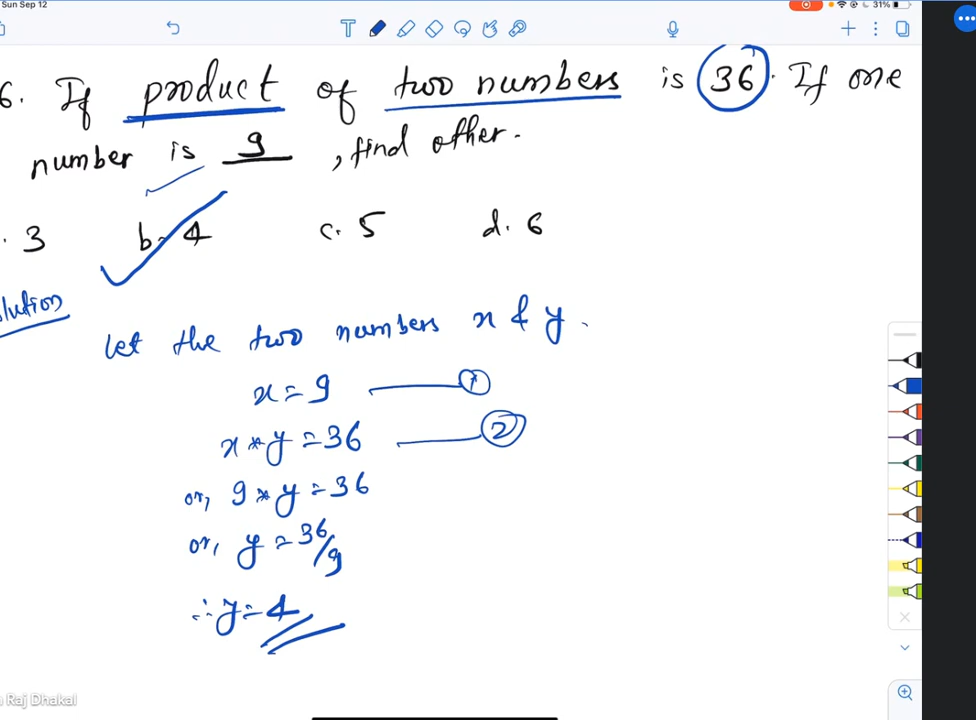 Sun Sep 12
31%
6. If product of two numbers is 36. If one
number is 9, find other.
. 3 b. 4 c. 5 d. 6
lution
Let the two numbers x & y.
x = 9 ①
x * y = 36 ②
or, 9 * y = 36
or, y = 36/9
∴ y = 4
Raj Dhakal